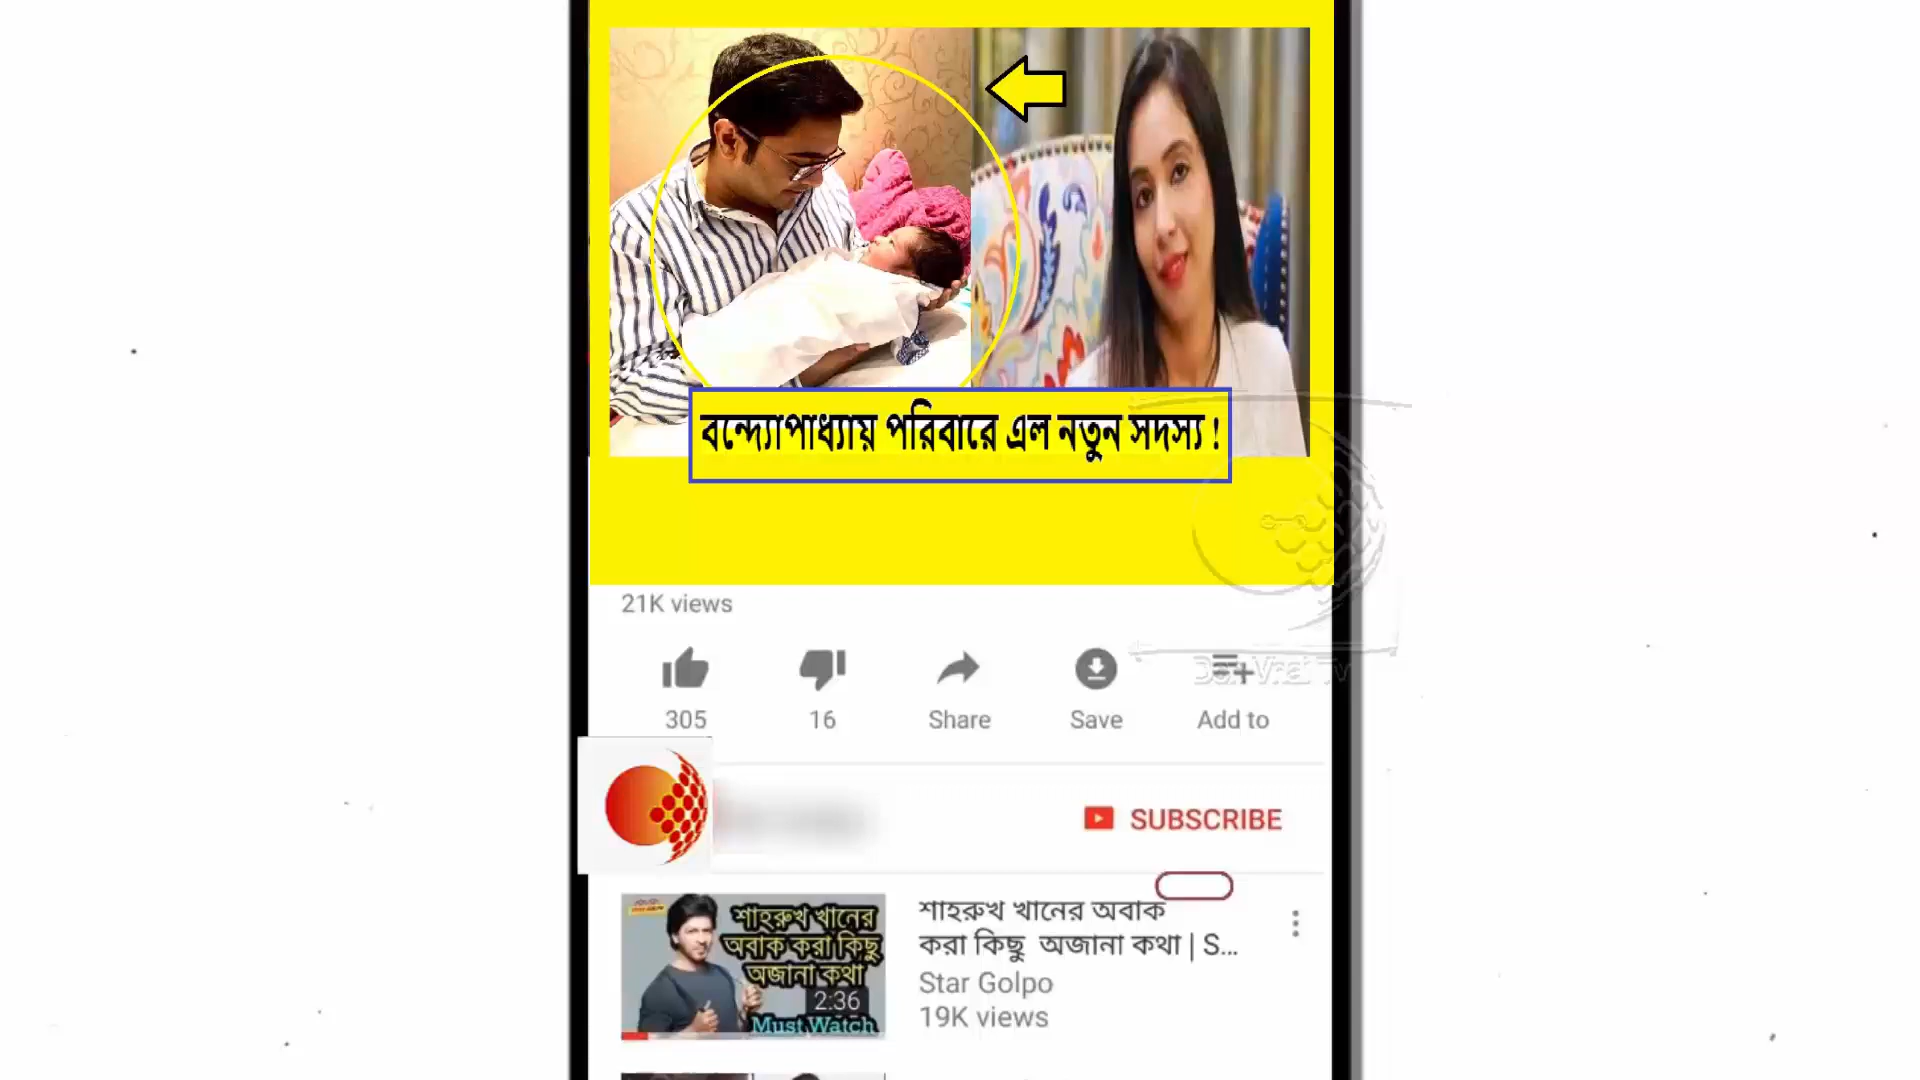 বন্দ্যোপাধ্যায় পরিবারে এল নতুন সদস্য !
21K views
305
16
Share
Save
Add to
SUBSCRIBE
শাহরুখ খানের
অবাক করা কিছু
অজানা কথা
2:36
Must Watch
শাহরুখ খানের অবাক
করা কিছু অজানা কথা | S...
Star Golpo
19K views